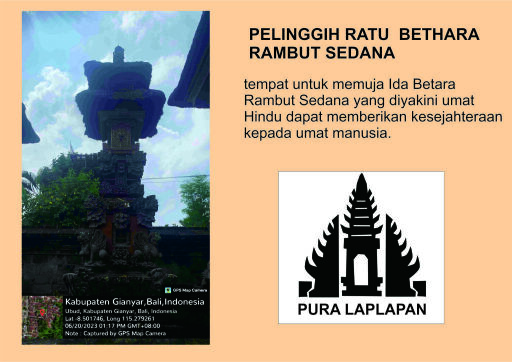 PELINGGIH RATU BETHARA
RAMBUT SEDANA
tempat untuk memuja Ida Betara
Rambut Sedana yang diyakini umat
Hindu dapat memberikan kesejahteraan
kepada umat manusia.
GPS Map Camera
Kabupaten Gianyar,Bali,Indonesia
Ubud, Kabupaten Gianyar, Bali, Indonesia
Lat -8.501746, Long 115.279261
06/20/2023 01:17 PM GMT+08:00
Note : Captured by GPS Map Camera
PURA LAPLAPAN